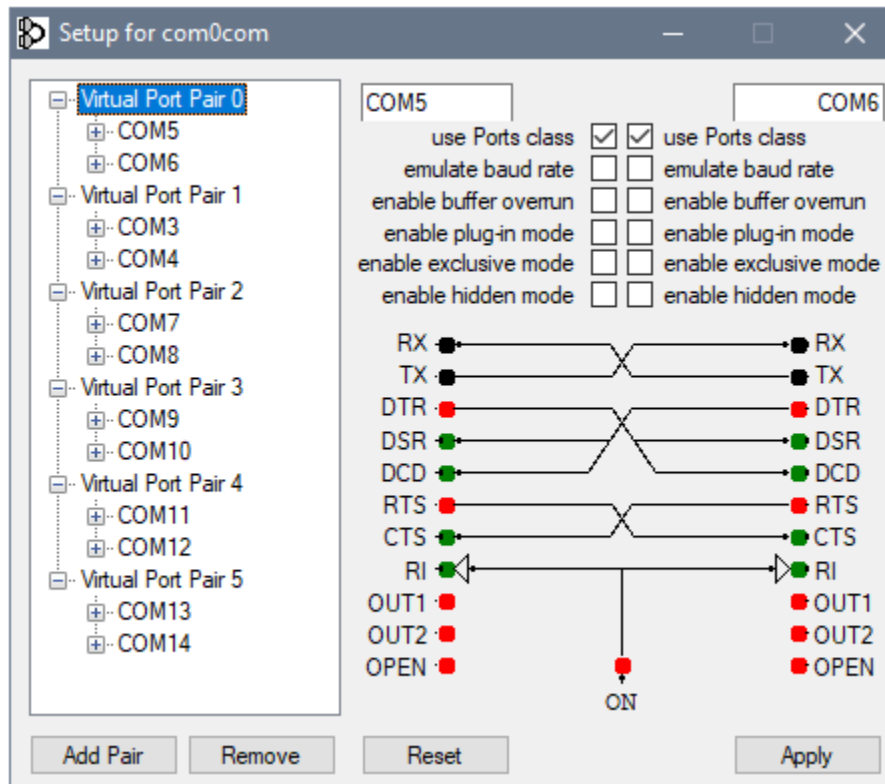 Setup for com0com
Virtual Port Pair 0
COM5
COM6
Virtual Port Pair 1
COM3
COM4
Virtual Port Pair 2
COM7
COM8
Virtual Port Pair 3
COM9
COM10
Virtual Port Pair 4
COM11
COM12
Virtual Port Pair 5
COM13
COM14
COM5 COM6
use Ports class use Ports class
emulate baud rate emulate baud rate
enable buffer overrun enable buffer overrun
enable plug-in mode enable plug-in mode
enable exclusive mode enable exclusive mode
enable hidden mode enable hidden mode
RX RX
TX TX
DTR DTR
DSR DSR
DCD DCD
RTS RTS
CTS CTS
RI RI
OUT1 OUT1
OUT2 OUT2
OPEN OPEN
ON
Add Pair Remove Reset Apply